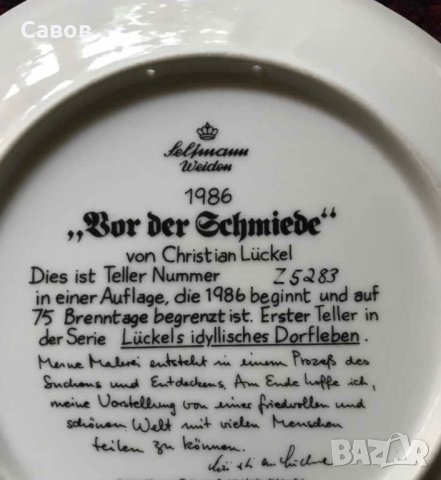 Савов
Seltmann
Weiden
1986
„Vor der Schmiede“
von Christian Lückel
Dies ist Teller Nummer Z5283
in einer Auflage, die 1986 beginnt und auf
75 Brenntage begrenzt ist. Erster Teller in
der Serie Lückels idyllisches Dorfleben.
Meine Malerei entsteht in einem Prozeß des
Suchens und Entdeckens. Am Ende hoffe ich,
meine Vorstellung von einer friedvollen und
schönen Welt mit vielen Menschen
teilen zu können.
Christian Lückel
BAZAR